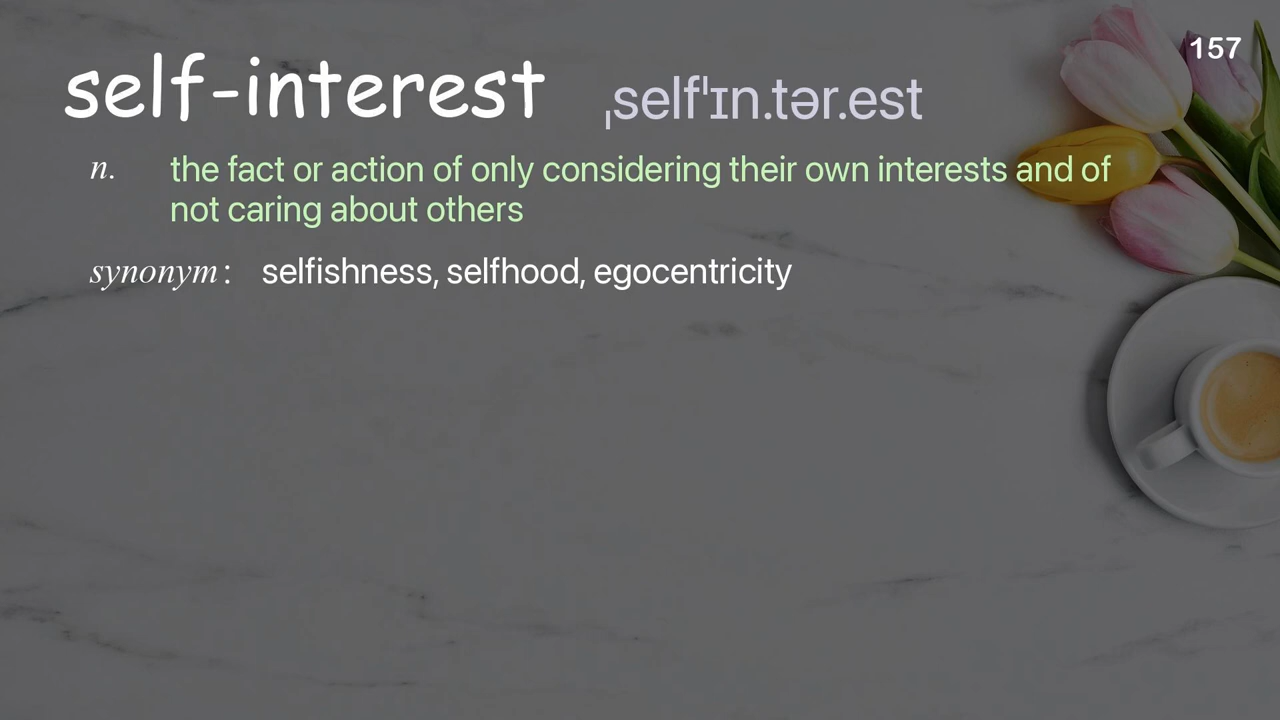 157
self-interest ˌselfˈɪn.tər.est
n. the fact or action of only considering their own interests and of
not caring about others
synonym: selfishness, selfhood, egocentricity